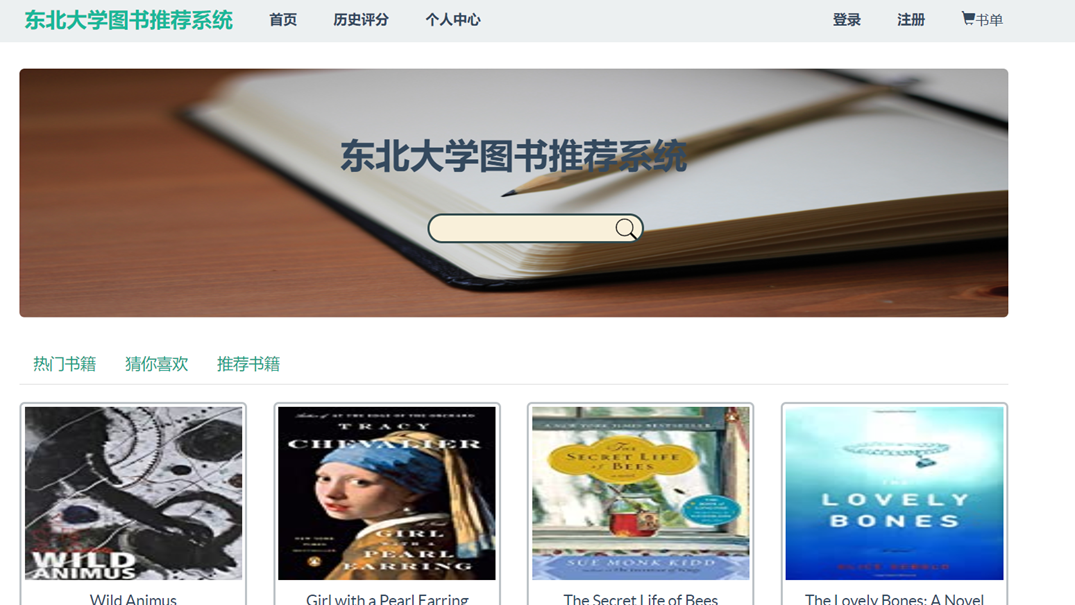 东北大学图书推荐系统 首页 历史评分 个人中心 登录 注册 书单
东北大学图书推荐系统
热门书籍 猜你喜欢 推荐书籍
WILD
ANIMUS
Wild Animus
Author of AT THE EDGE OF THE ORCHARD
TRACY
CHEVALIER
GIRL
WITH A
PEARL
EARRING
Girl with a Pearl Earring
A NEW YORK TIMES BESTSELLER
The
SECRET LIFE
of BEES
SUE MONK KIDD
The Secret Life of Bees
THE
LOVELY
BONES
ALICE SEBOLD
The Lovely Bones: A Novel